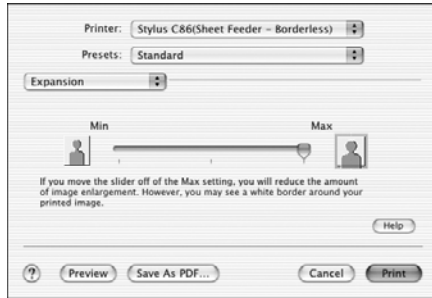 Printer: Stylus C86(Sheet Feeder – Borderless)
Presets: Standard
Expansion
Min Max
If you move the slider off of the Max setting, you will reduce the amount
of image enlargement. However, you may see a white border around your
printed image.
Help
? Preview Save As PDF... Cancel Print